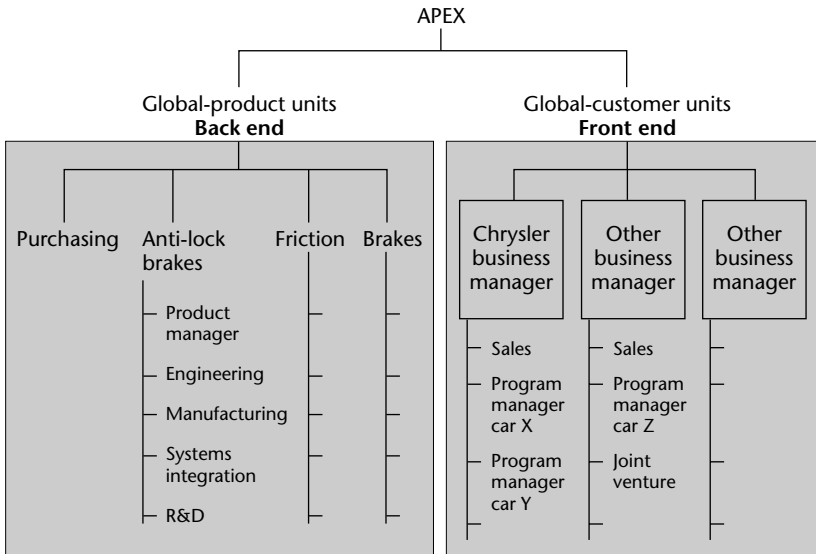 APEX
Global-product units
Back end
Global-customer units
Front end
Purchasing
Anti-lock
brakes
Friction
Brakes
Product
manager
Engineering
Manufacturing
Systems
integration
R&D
Chrysler
business
manager
Other
business
manager
Other
business
manager
Sales
Program
manager
car X
Program
manager
car Y
Sales
Program
manager
car Z
Joint
venture